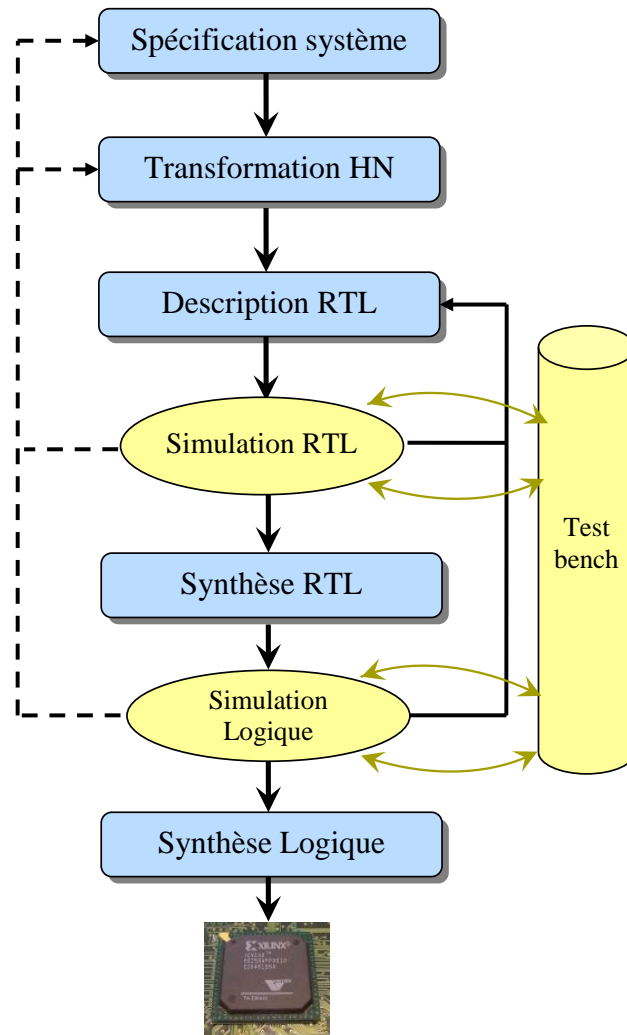 Spécification système
Transformation HN
Description RTL
Simulation RTL
Test
bench
Synthèse RTL
Simulation
Logique
Synthèse Logique
XILINX